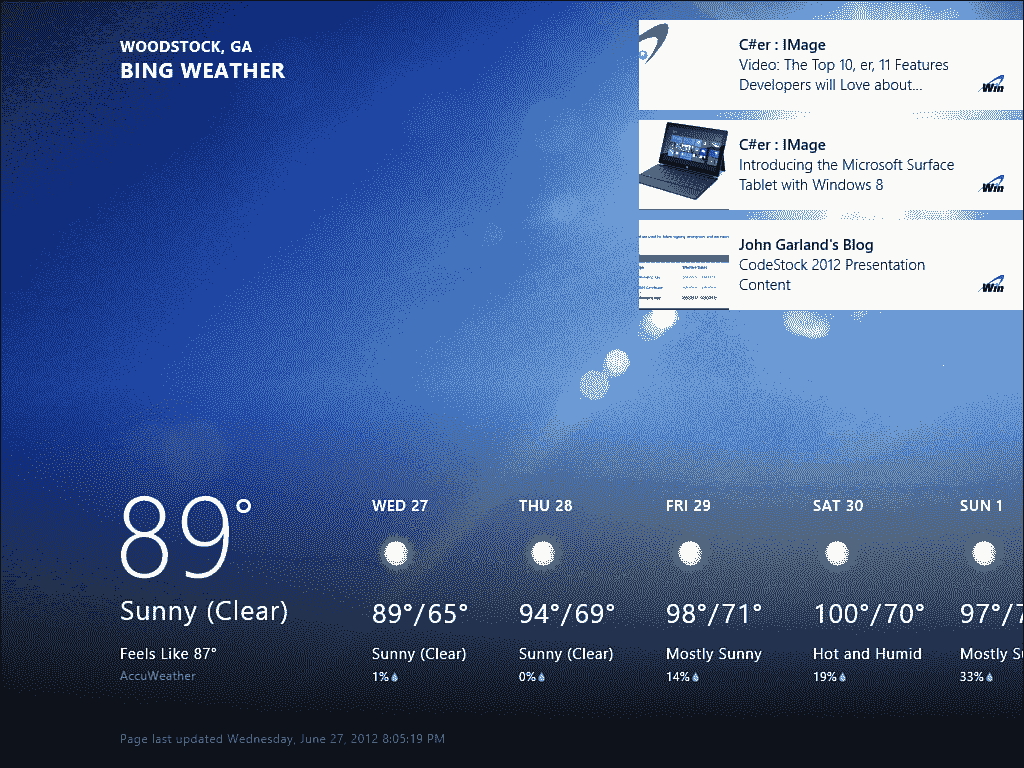 WOODSTOCK, GA
BING WEATHER
C#er : IMage
Video: The Top 10, er, 11 Features
Developers will Love about...
Win
C#er : IMage
Introducing the Microsoft Surface
Tablet with Windows 8
Win
John Garland's Blog
CodeStock 2012 Presentation
Content
Win
89°
Sunny (Clear)
Feels Like 87°
AccuWeather
WED 27
89°/65°
Sunny (Clear)
1%
THU 28
94°/69°
Sunny (Clear)
0%
FRI 29
98°/71°
Mostly Sunny
14%
SAT 30
100°/70°
Hot and Humid
19%
SUN 1
97°/7
Mostly Su
33%
Page last updated Wednesday, June 27, 2012 8:05:19 PM